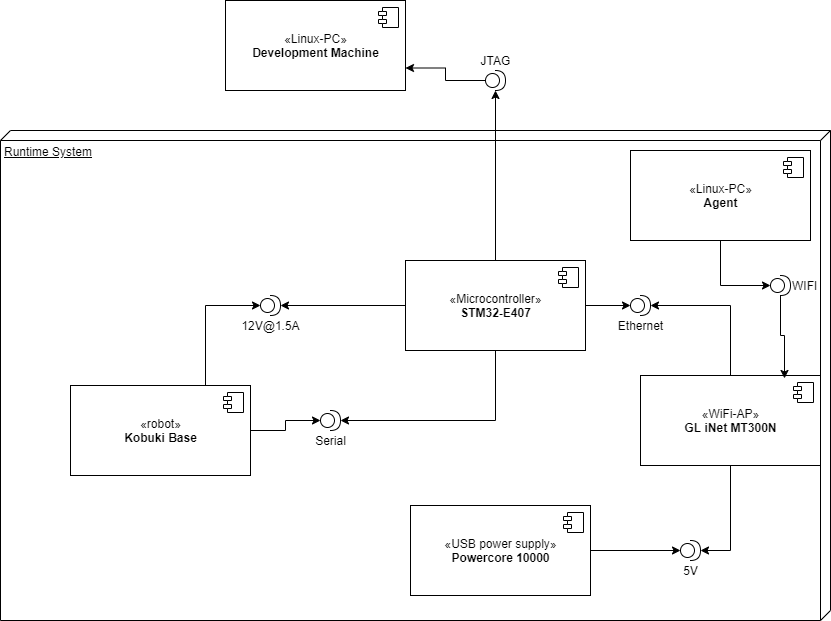 «Linux-PC»
Development Machine
JTAG
Runtime System
«Linux-PC»
Agent
WIFI
«Microcontroller»
STM32-E407
12V@1.5A
Ethernet
«robot»
Kobuki Base
Serial
«WiFi-AP»
GL iNet MT300N
«USB power supply»
Powercore 10000
5V